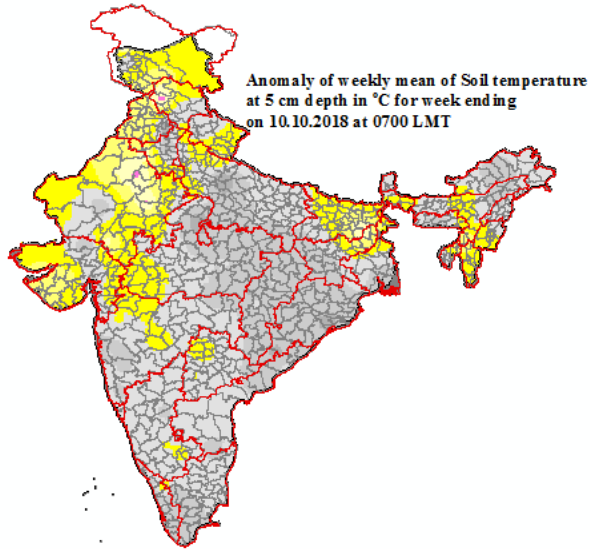 Anomaly of weekly mean of Soil temperature
at 5 cm depth in °C for week ending
on 10.10.2018 at 0700 LMT